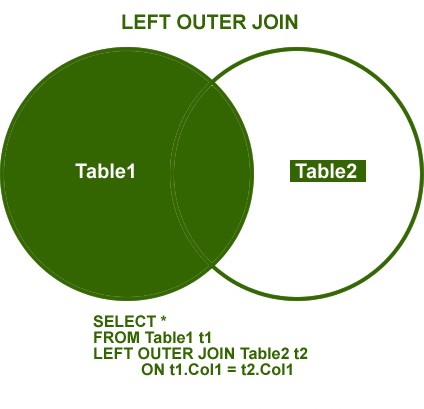 LEFT OUTER JOIN
Table1
Table2
SELECT *
FROM Table1 t1
LEFT OUTER JOIN Table2 t2
ON t1.Col1 = t2.Col1